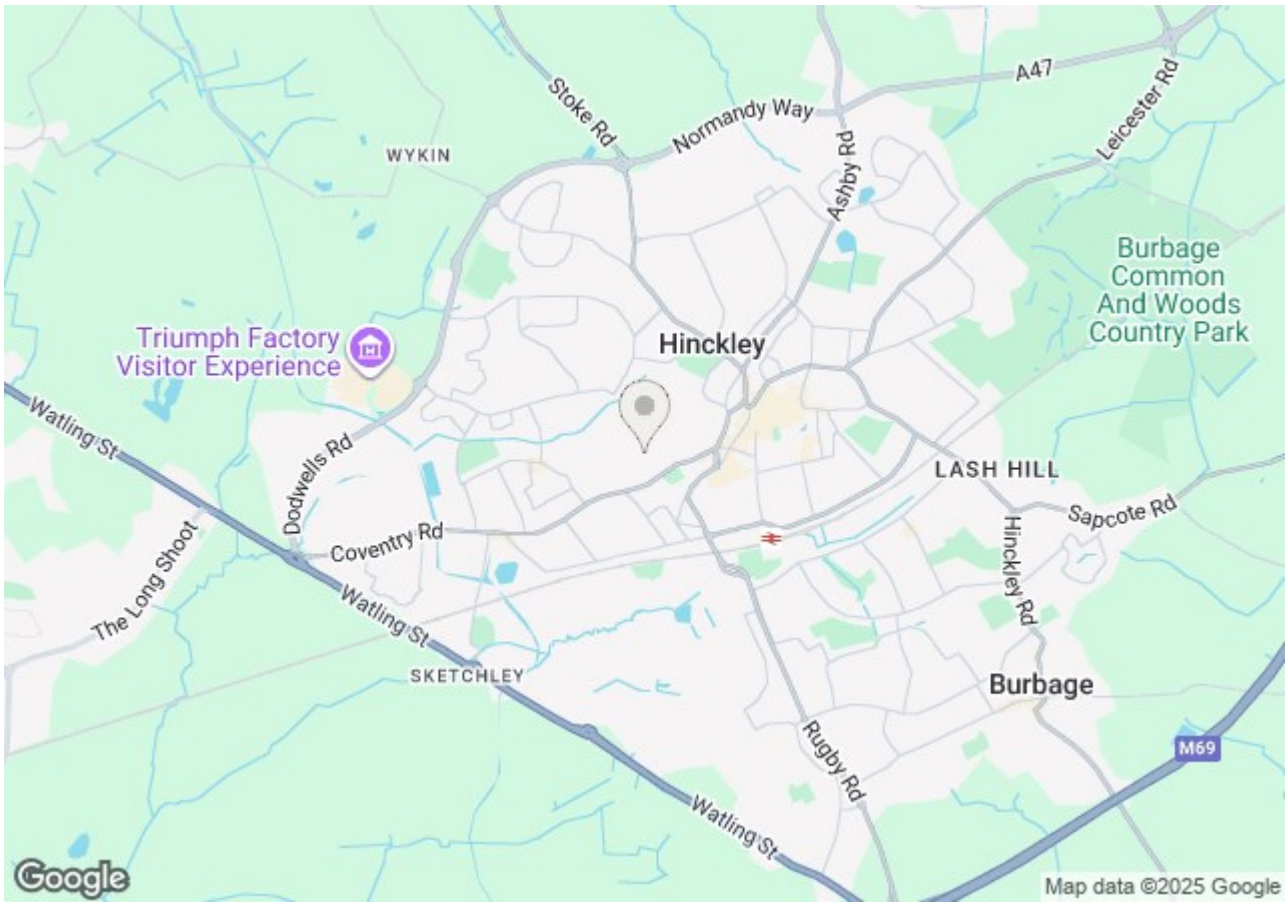 A47
Leicester Rd
Stoke Rd
Normandy Way
WYKIN
Ashby Rd
Burbage
Common
And Woods
Country Park
Triumph Factory
Visitor Experience
Hinckley
Watling St
Dodwells Rd
LASH HILL
Sapcote Rd
Coventry Rd
Hinckley Rd
The Long Shoot
Watling St
SKETCHLEY
Burbage
Rugby Rd
M69
Watling St
Google
Map data ©2025 Google